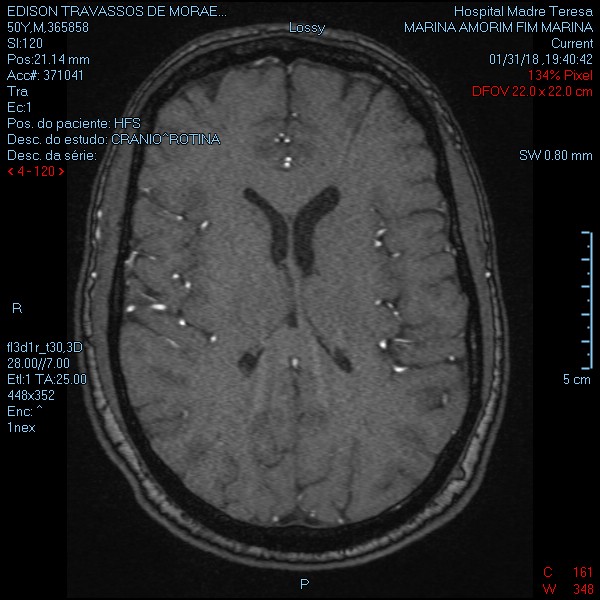 EDISON TRAVASSOS DE MORAE...
50Y,M,365858
SI:120
Pos:21.14 mm
Acc#: 371041
Tra
Ec:1
Pos. do paciente: HFS
Desc. do estudo: CRANIO^ROTINA
Desc. da série:
< 4 - 120 >
Lossy
Hospital Madre Teresa
MARINA AMORIM FIM MARINA
Current
01/31/18 ,19:40:42
134% Pixel
DFOV 22.0 x 22.0 cm
SW 0.80 mm
R
5 cm
fl3d1r_t30,3D
28.00//7.00
Etl:1 TA:25.00
448x352
Enc: ^
1nex
P
C 161
W 348